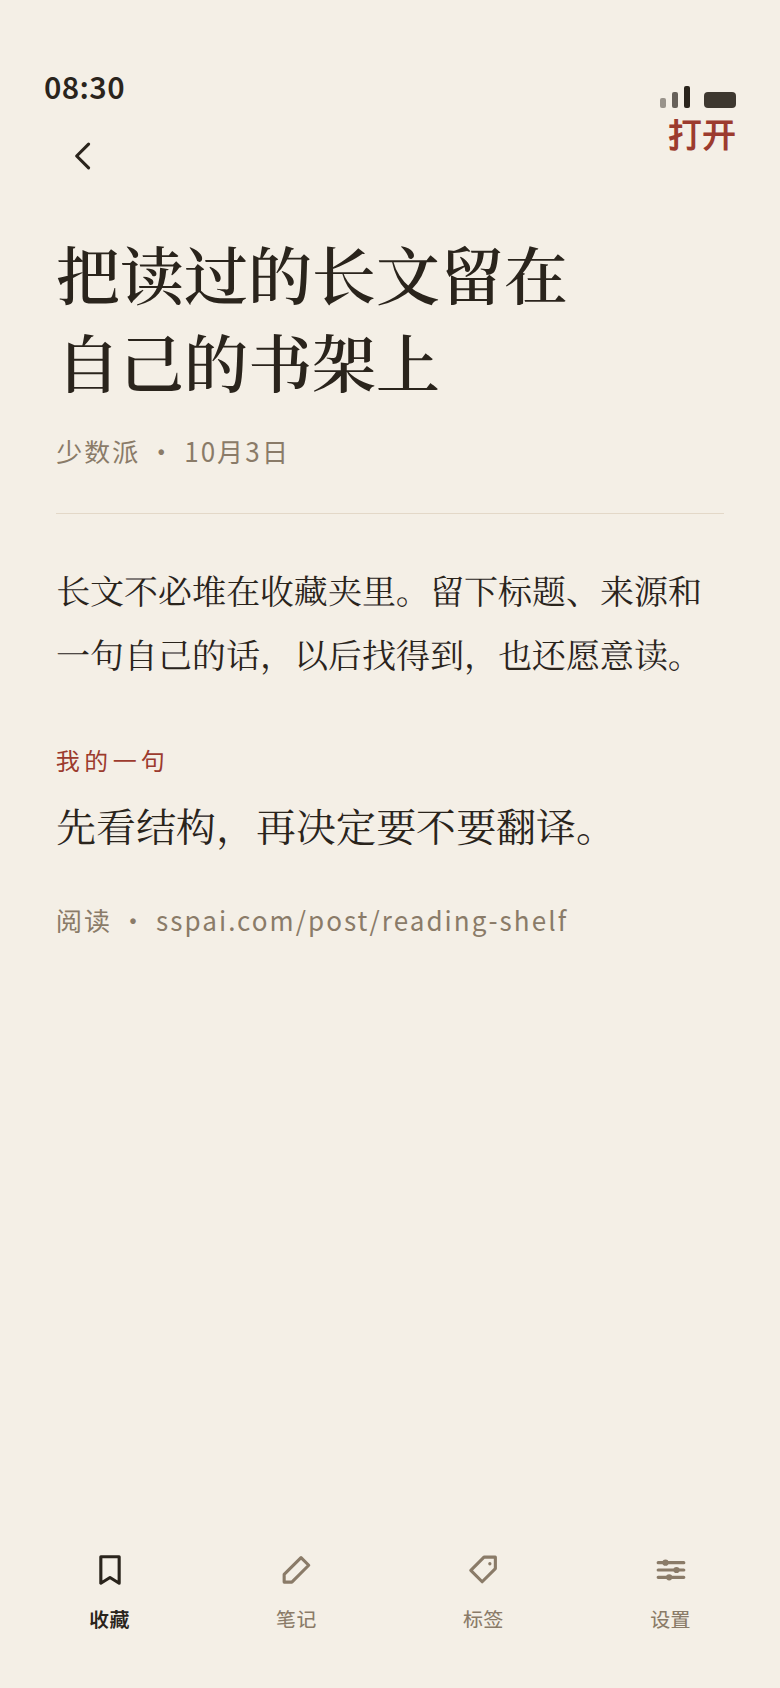 08:30
打开
把读过的长文留在
自己的书架上
少数派 · 10月3日
长文不必堆在收藏夹里。留下标题、来源和
一句自己的话，以后找得到，也还愿意读。
我的一句
先看结构，再决定要不要翻译。
阅读 · sspai.com/post/reading-shelf
收藏 笔记 标签 设置